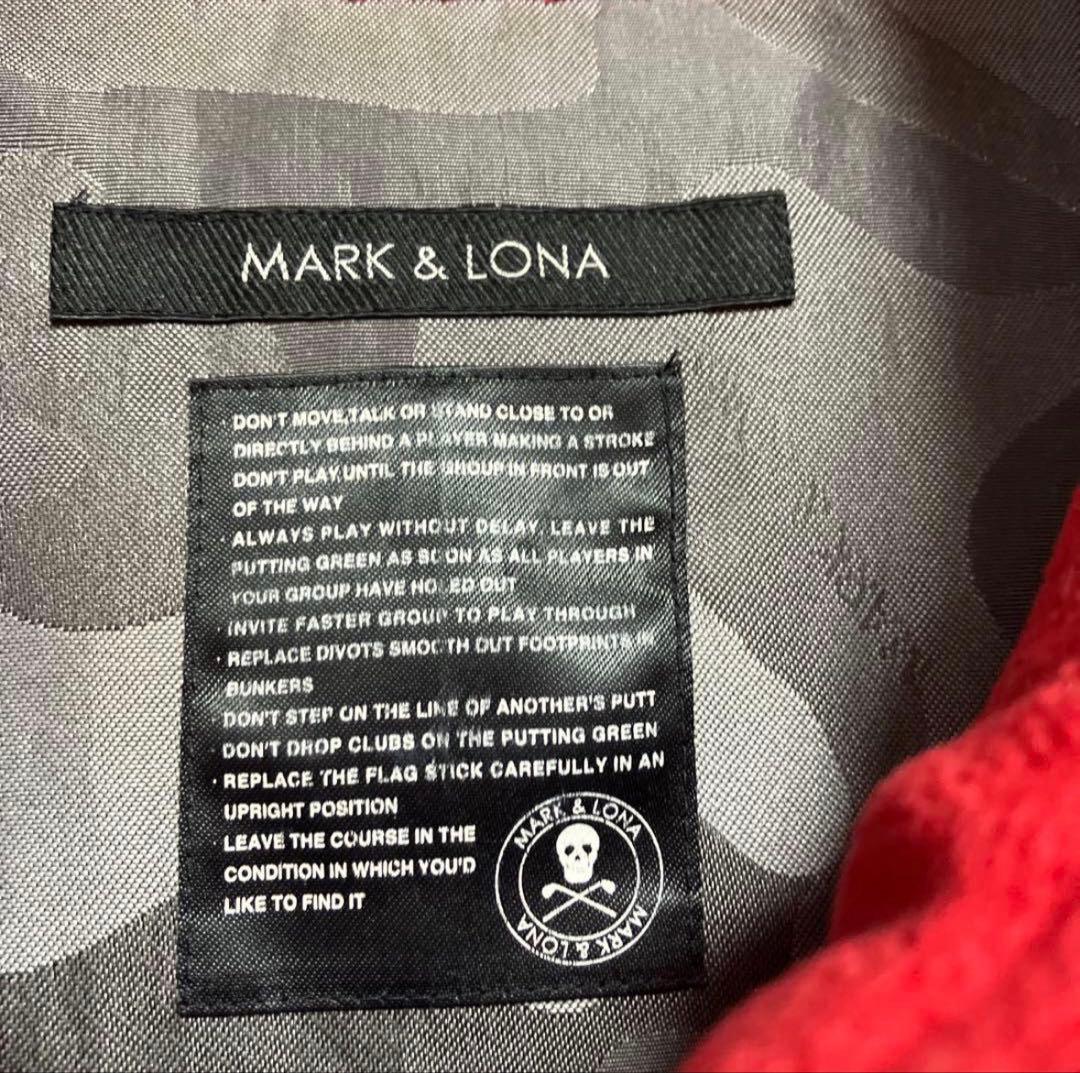 MARK & LONA
· DON'T MOVE,TALK OR STAND CLOSE TO OR
DIRECTLY BEHIND A PLAYER MAKING A STROKE
DON'T PLAY UNTIL THE GROUP IN FRONT IS OUT
OF THE WAY
· ALWAYS PLAY WITHOUT DELAY. LEAVE THE
PUTTING GREEN AS SOON AS ALL PLAYERS IN
YOUR GROUP HAVE HOLED OUT
· INVITE FASTER GROUP TO PLAY THROUGH
· REPLACE DIVOTS SMOOTH OUT FOOTPRINTS IN
BUNKERS
DON'T STEP ON THE LINE OF ANOTHER'S PUTT
· DON'T DROP CLUBS ON THE PUTTING GREEN
· REPLACE THE FLAG STICK CAREFULLY IN AN
UPRIGHT POSITION
LEAVE THE COURSE IN THE
CONDITION IN WHICH YOU'D
LIKE TO FIND IT
MARK & LONA
MARK & LONA